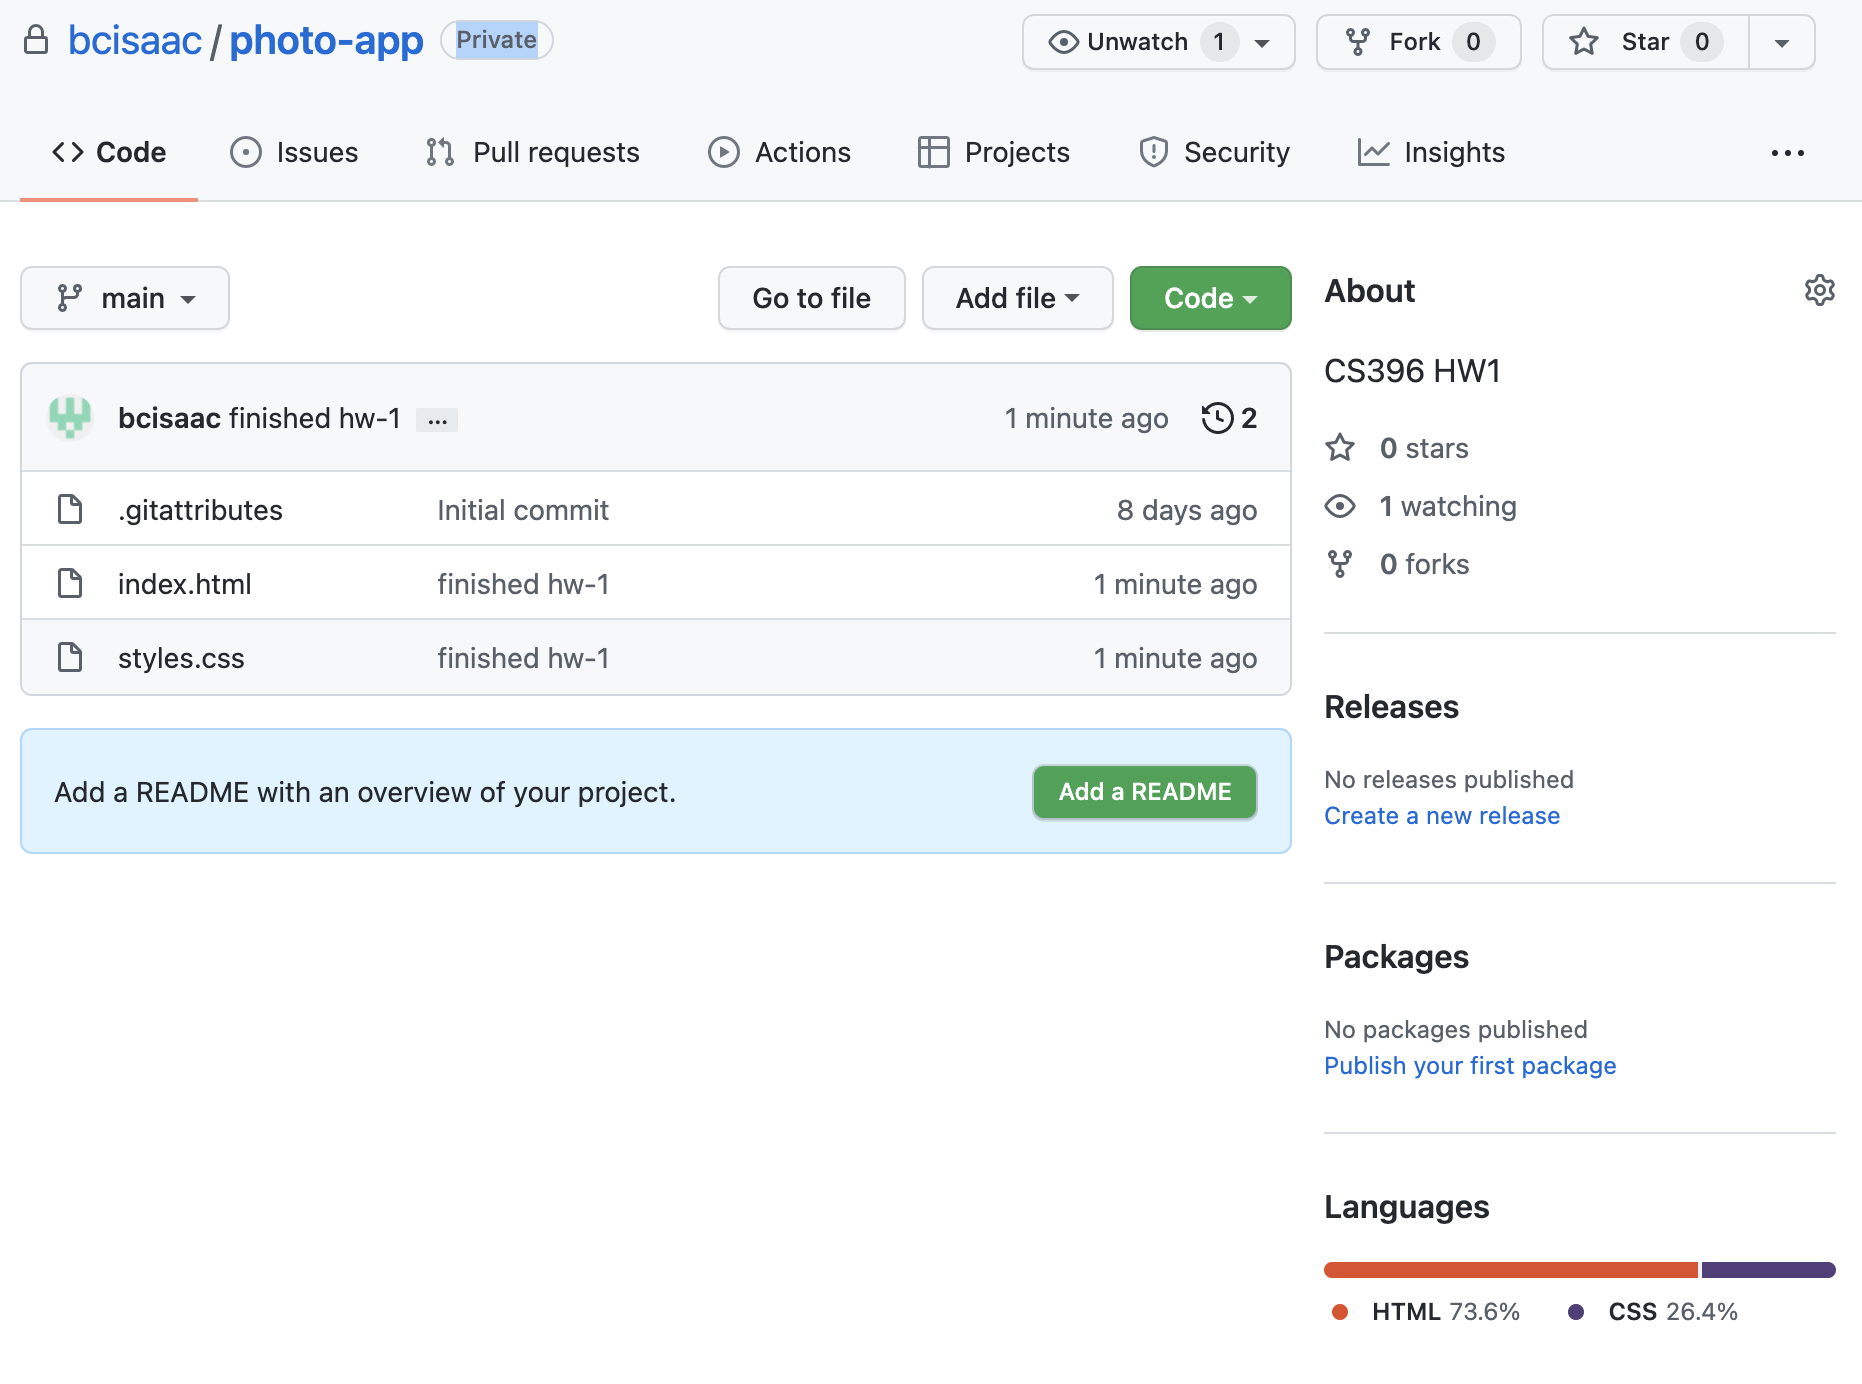 bcisaac / photo-app Private Unwatch 1 Fork 0 Star 0
Code Issues Pull requests Actions Projects Security Insights ...
main Go to file Add file Code
bcisaac finished hw-1 ... 1 minute ago 2
.gitattributes Initial commit 8 days ago
index.html finished hw-1 1 minute ago
styles.css finished hw-1 1 minute ago
Add a README with an overview of your project. Add a README
About
CS396 HW1
0 stars
1 watching
0 forks
Releases
No releases published
Create a new release
Packages
No packages published
Publish your first package
Languages
HTML 73.6% CSS 26.4%